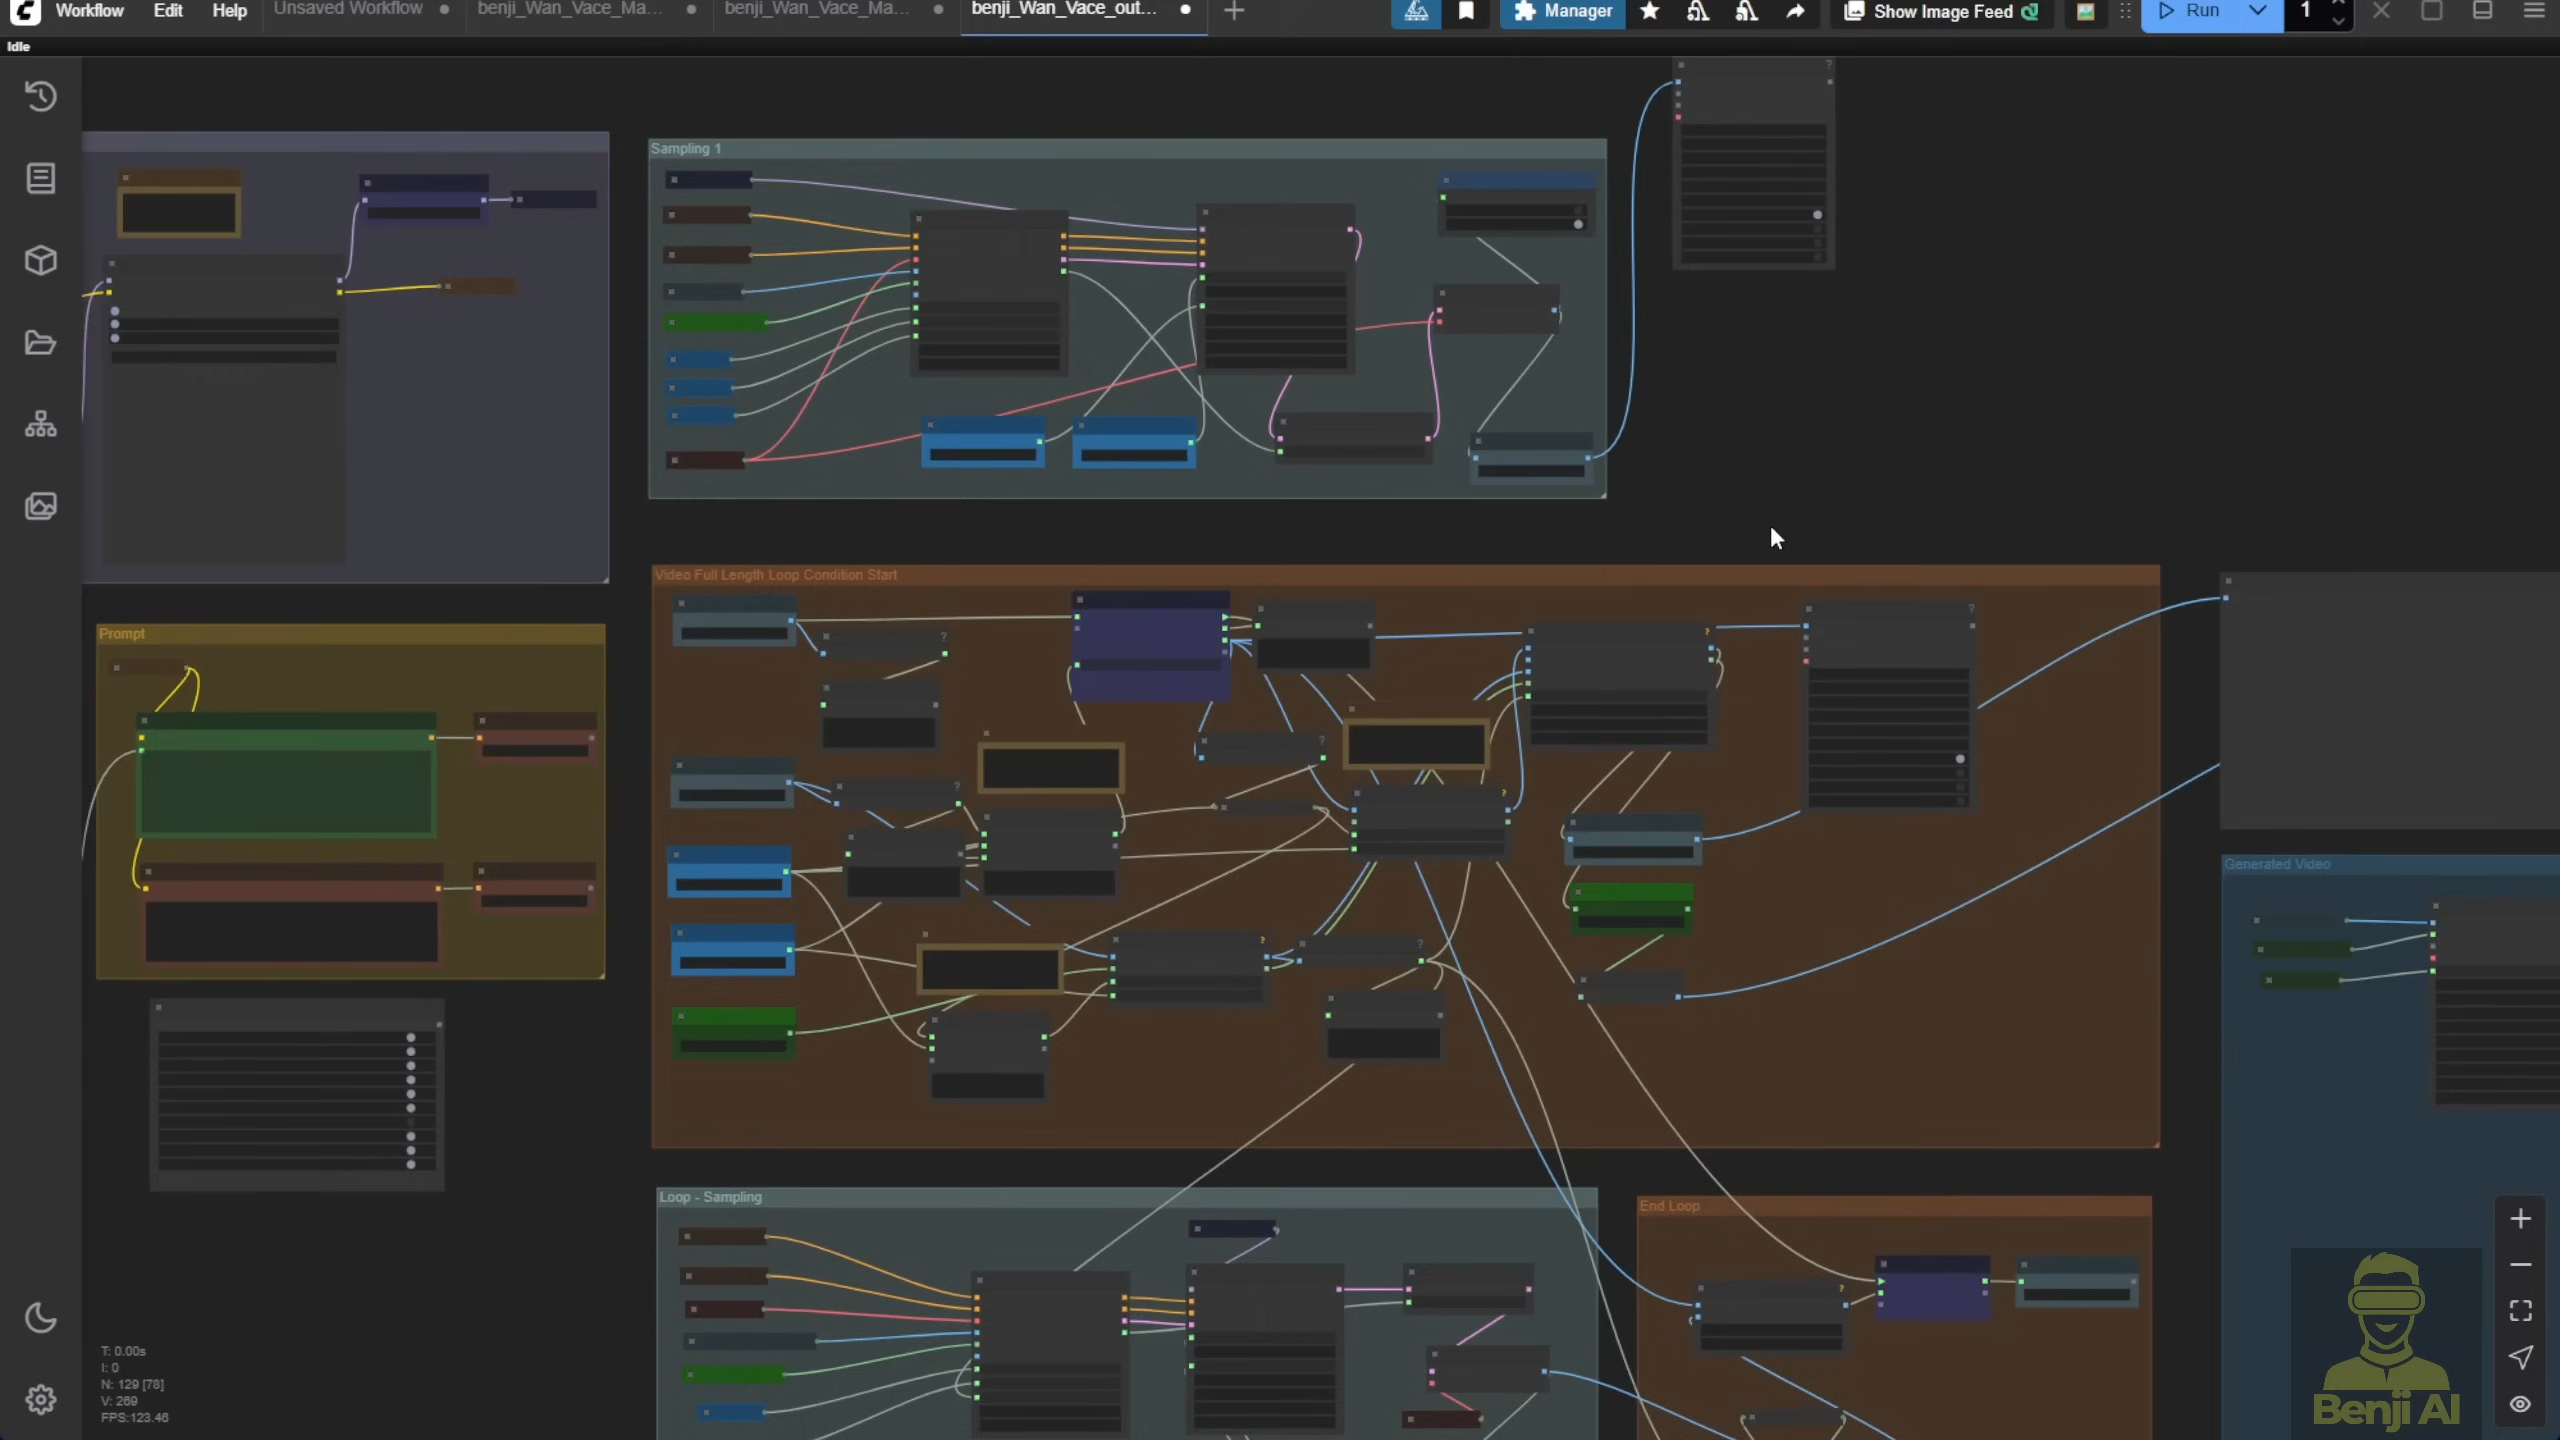 Workflow
Edit
Help
Unsaved Workflow
benji_Wan_Vace_Ma...
benji_Wan_Vace_Ma...
benji_Wan_Vace_out...
Manager
Show Image Feed
Run
1
Idle
Sampling 1
Video Full Length Loop Condition Start
Prompt
Generated Video
Loop - Sampling
End Loop
T: 0.00s
I: 0
N: 129 [78]
V: 269
FPS:123.46
Benji AI